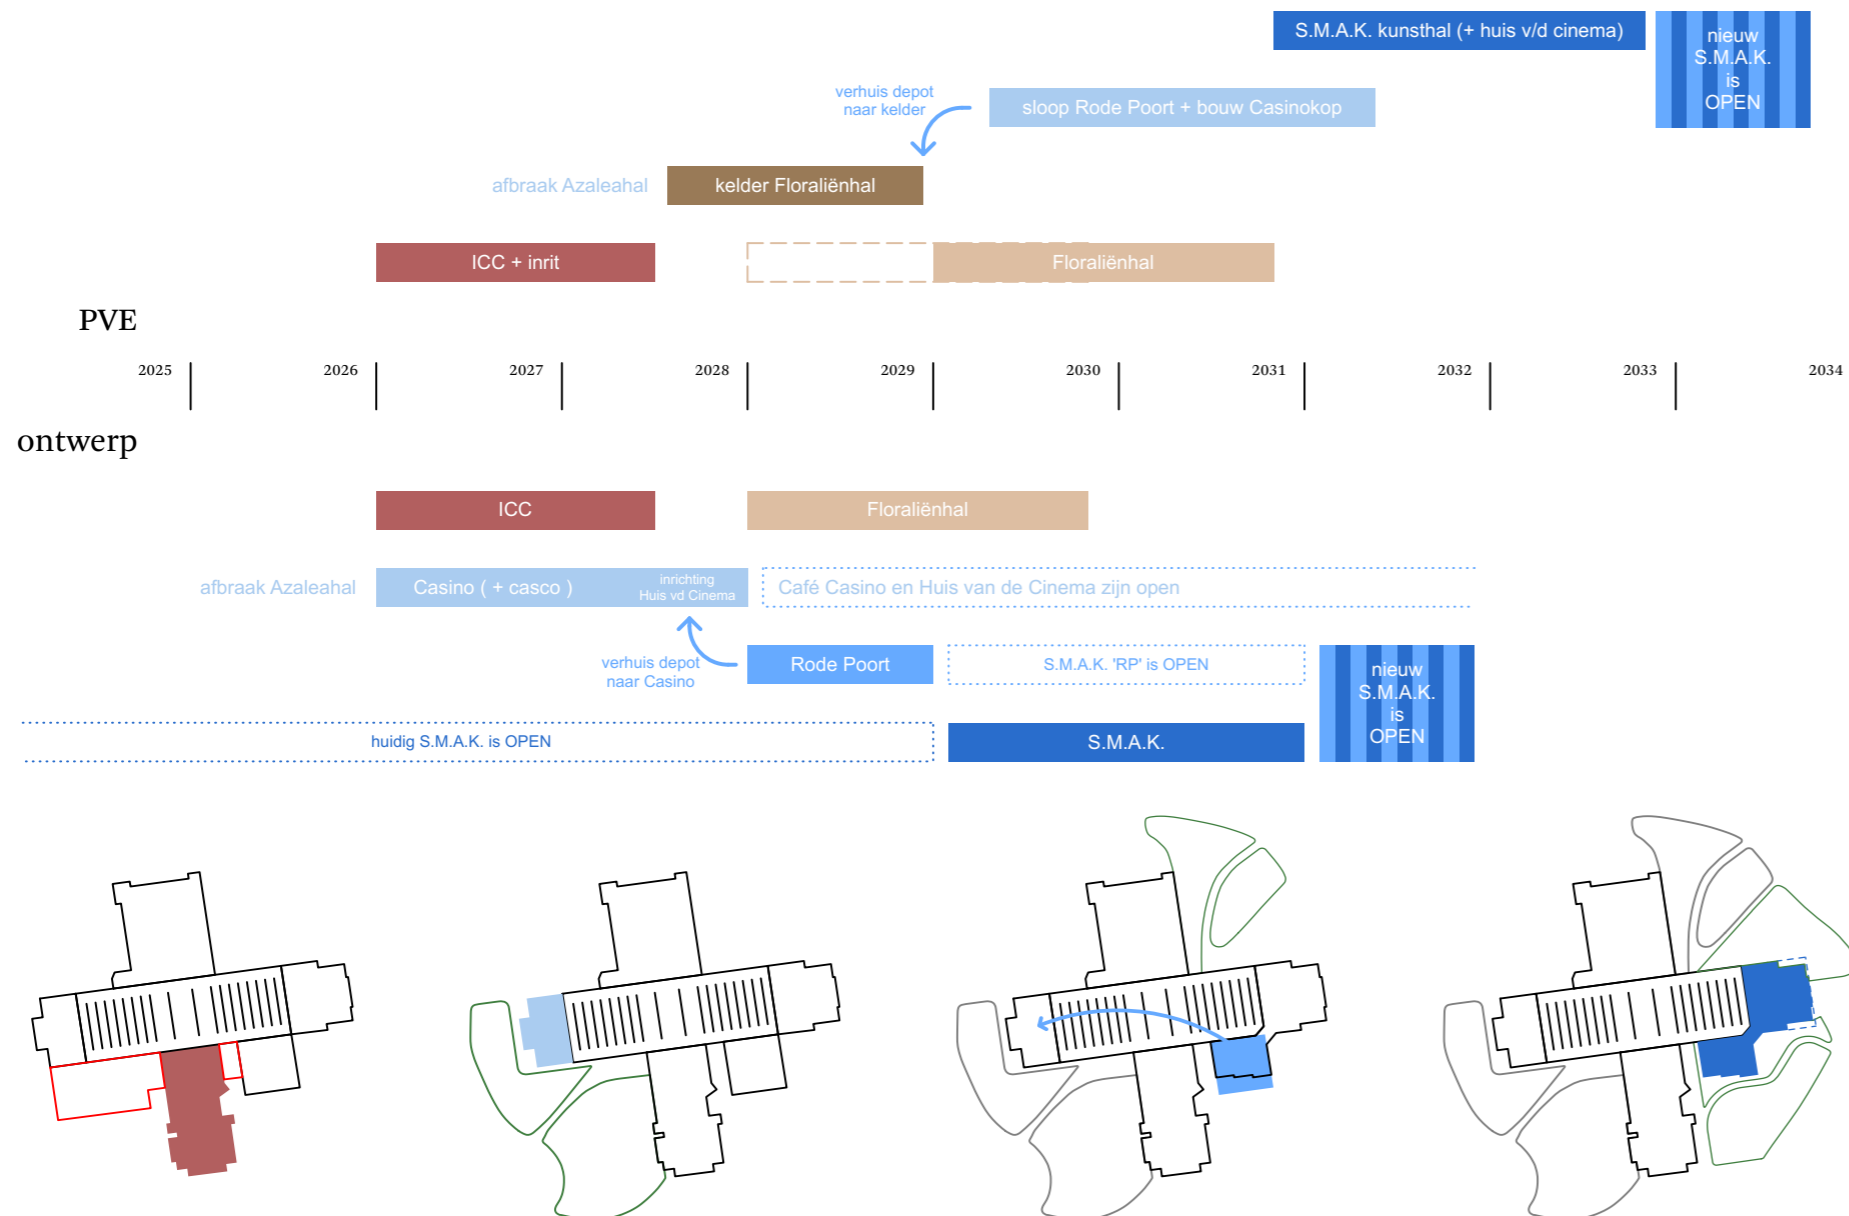 S.M.A.K. kunsthal (+ huis v/d cinema)
nieuw
S.M.A.K.
is
OPEN
verhuis depot
naar kelder
sloop Rode Poort + bouw Casinokop
afbraak Azaleahal
kelder Floraliënhal
ICC + inrit
Floraliënhal
PVE
2025
2026
2027
2028
2029
2030
2031
2032
2033
2034
ontwerp
ICC
Floraliënhal
afbraak Azaleahal
Casino ( + casco )
inrichting
Huis vd Cinema
Café Casino en Huis van de Cinema zijn open
verhuis depot
naar Casino
Rode Poort
S.M.A.K. 'RP' is OPEN
nieuw
S.M.A.K.
is
OPEN
huidig S.M.A.K. is OPEN
S.M.A.K.